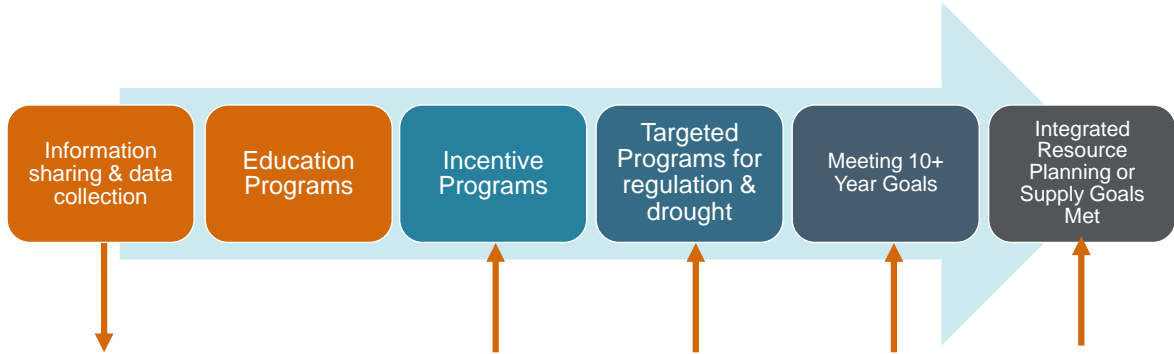 Information
sharing & data
collection
Education
Programs
Incentive
Programs
Targeted
Programs for
regulation &
drought
Meeting 10+
Year Goals
Integrated
Resource
Planning or
Supply Goals
Met